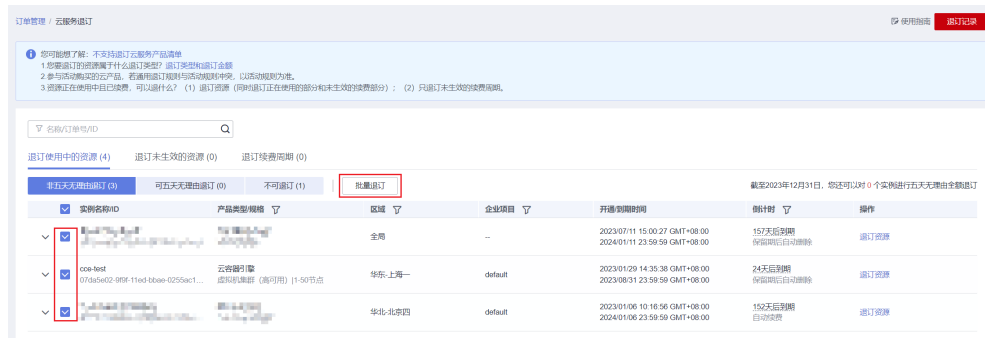 订单管理 / 云服务退订
使用指南 退订记录
您可能想了解：不支持退订云服务产品清单
1.您要退订的资源属于什么退订类型？退订类型和退订金额
2.参与活动购买的云产品，若通用退订规则与活动规则冲突，以活动规则为准。
3.资源正在使用中且已续费，可以退什么？（1）退订资源（同时退订正在使用的部分和未生效的续费部分）；（2）只退订未生效的续费周期。
名称/订单号/ID
退订使用中的资源 (4) 退订未生效的资源 (0) 退订续费周期 (0)
非五天无理由退订 (3) 可五天无理由退订 (0) 不可退订 (1) 批量退订 截至2023年12月31日，您还可以对 0 个实例进行五天无理由全额退订
实例名称/ID 产品类型/规格 区域 企业项目 开通/到期时间 倒计时 操作
全局 -- 2023/07/11 15:00:27 GMT+08:00 157天后到期 退订资源
2024/01/11 23:59:59 GMT+08:00 保留期后自动删除
cce-test 云容器引擎 华东-上海一 default 2023/01/29 14:35:38 GMT+08:00 24天后到期 退订资源
07da5e02-9f9f-11ed-bbae-0255ac1... 虚拟机集群（高可用）|1-50节点 2023/08/31 23:59:59 GMT+08:00 保留期后自动删除
华北-北京四 default 2023/01/06 10:16:56 GMT+08:00 152天后到期 退订资源
2024/01/06 23:59:59 GMT+08:00 自动续费